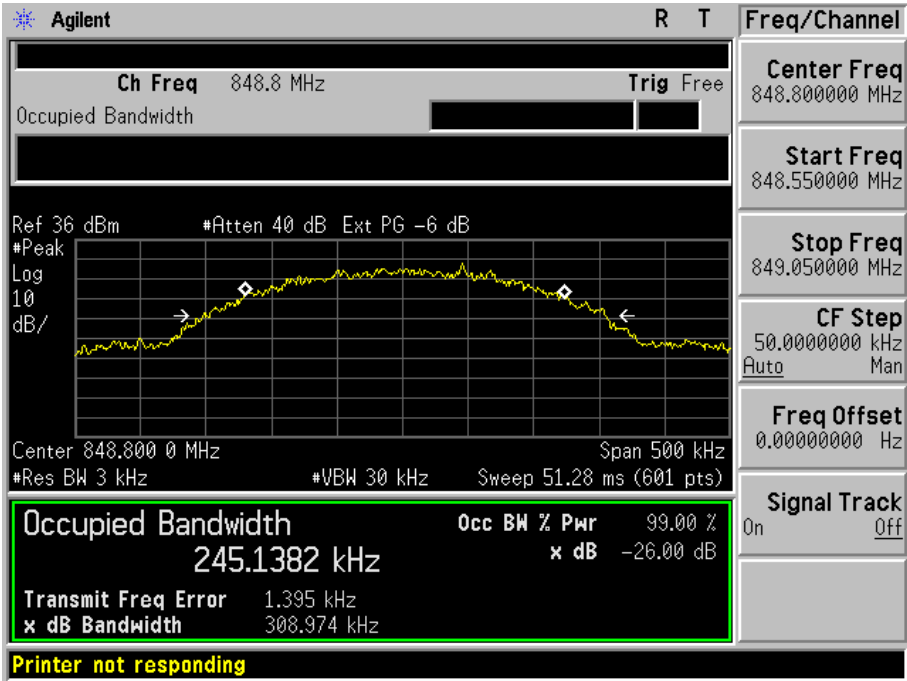 Agilent R T Freq/Channel
Ch Freq 848.8 MHz Trig Free
Occupied Bandwidth
Center Freq
848.800000 MHz
Start Freq
848.550000 MHz
Stop Freq
849.050000 MHz
CF Step
50.0000000 kHz
Auto Man
Freq Offset
0.00000000 Hz
Signal Track
On Off
Ref 36 dBm #Atten 40 dB Ext PG -6 dB
#Peak
Log
10
dB/
Center 848.800 0 MHz Span 500 kHz
#Res BW 3 kHz #VBW 30 kHz Sweep 51.28 ms (601 pts)
Occupied Bandwidth
245.1382 kHz
Occ BW % Pwr 99.00 %
x dB -26.00 dB
Transmit Freq Error 1.395 kHz
x dB Bandwidth 308.974 kHz
Printer not responding